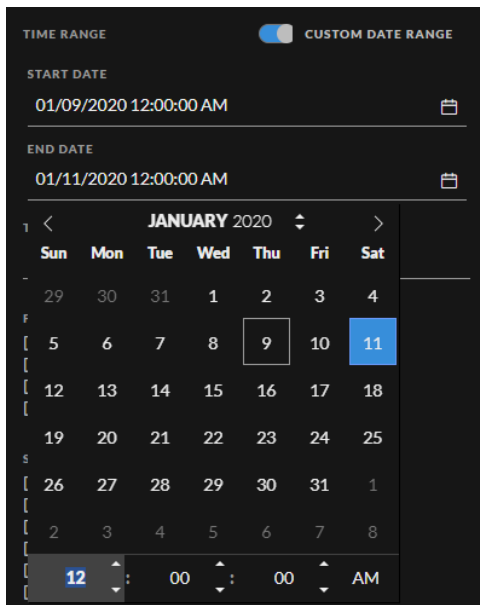 TIME RANGE CUSTOM DATE RANGE
START DATE
01/09/2020 12:00:00 AM
END DATE
01/11/2020 12:00:00 AM
JANUARY 2020
Sun Mon Tue Wed Thu Fri Sat
29 30 31 1 2 3 4
5 6 7 8 9 10 11
12 13 14 15 16 17 18
19 20 21 22 23 24 25
26 27 28 29 30 31 1
2 3 4 5 6 7 8
12 : 00 : 00 AM